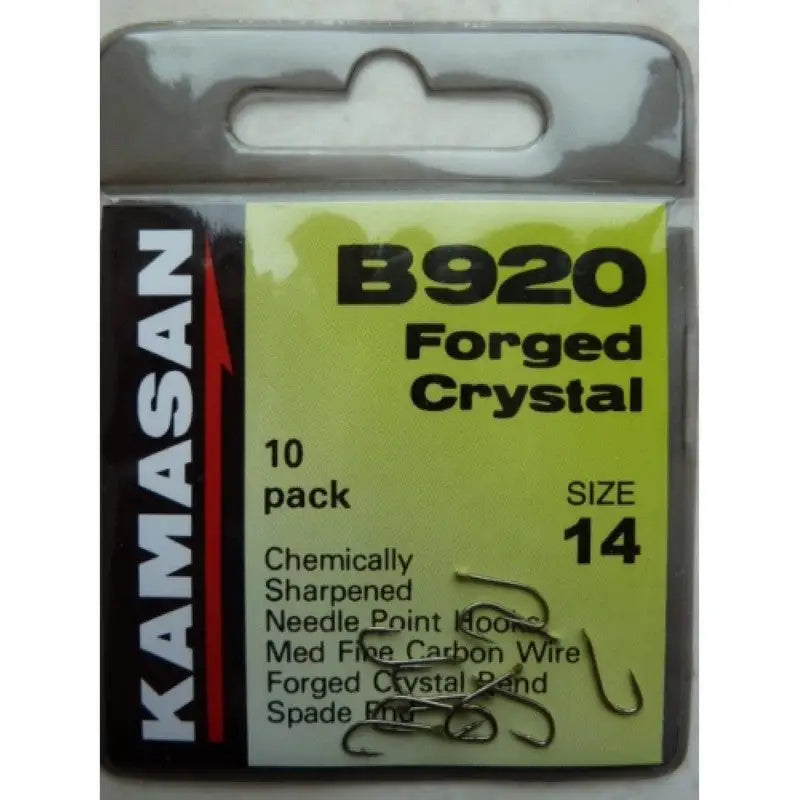 KAMASAN
B920
Forged
Crystal
10
pack
SIZE
14
Chemically
Sharpened
Needle Point Hooks
Med Fine Carbon Wire
Forged Crystal Bend
Spade End